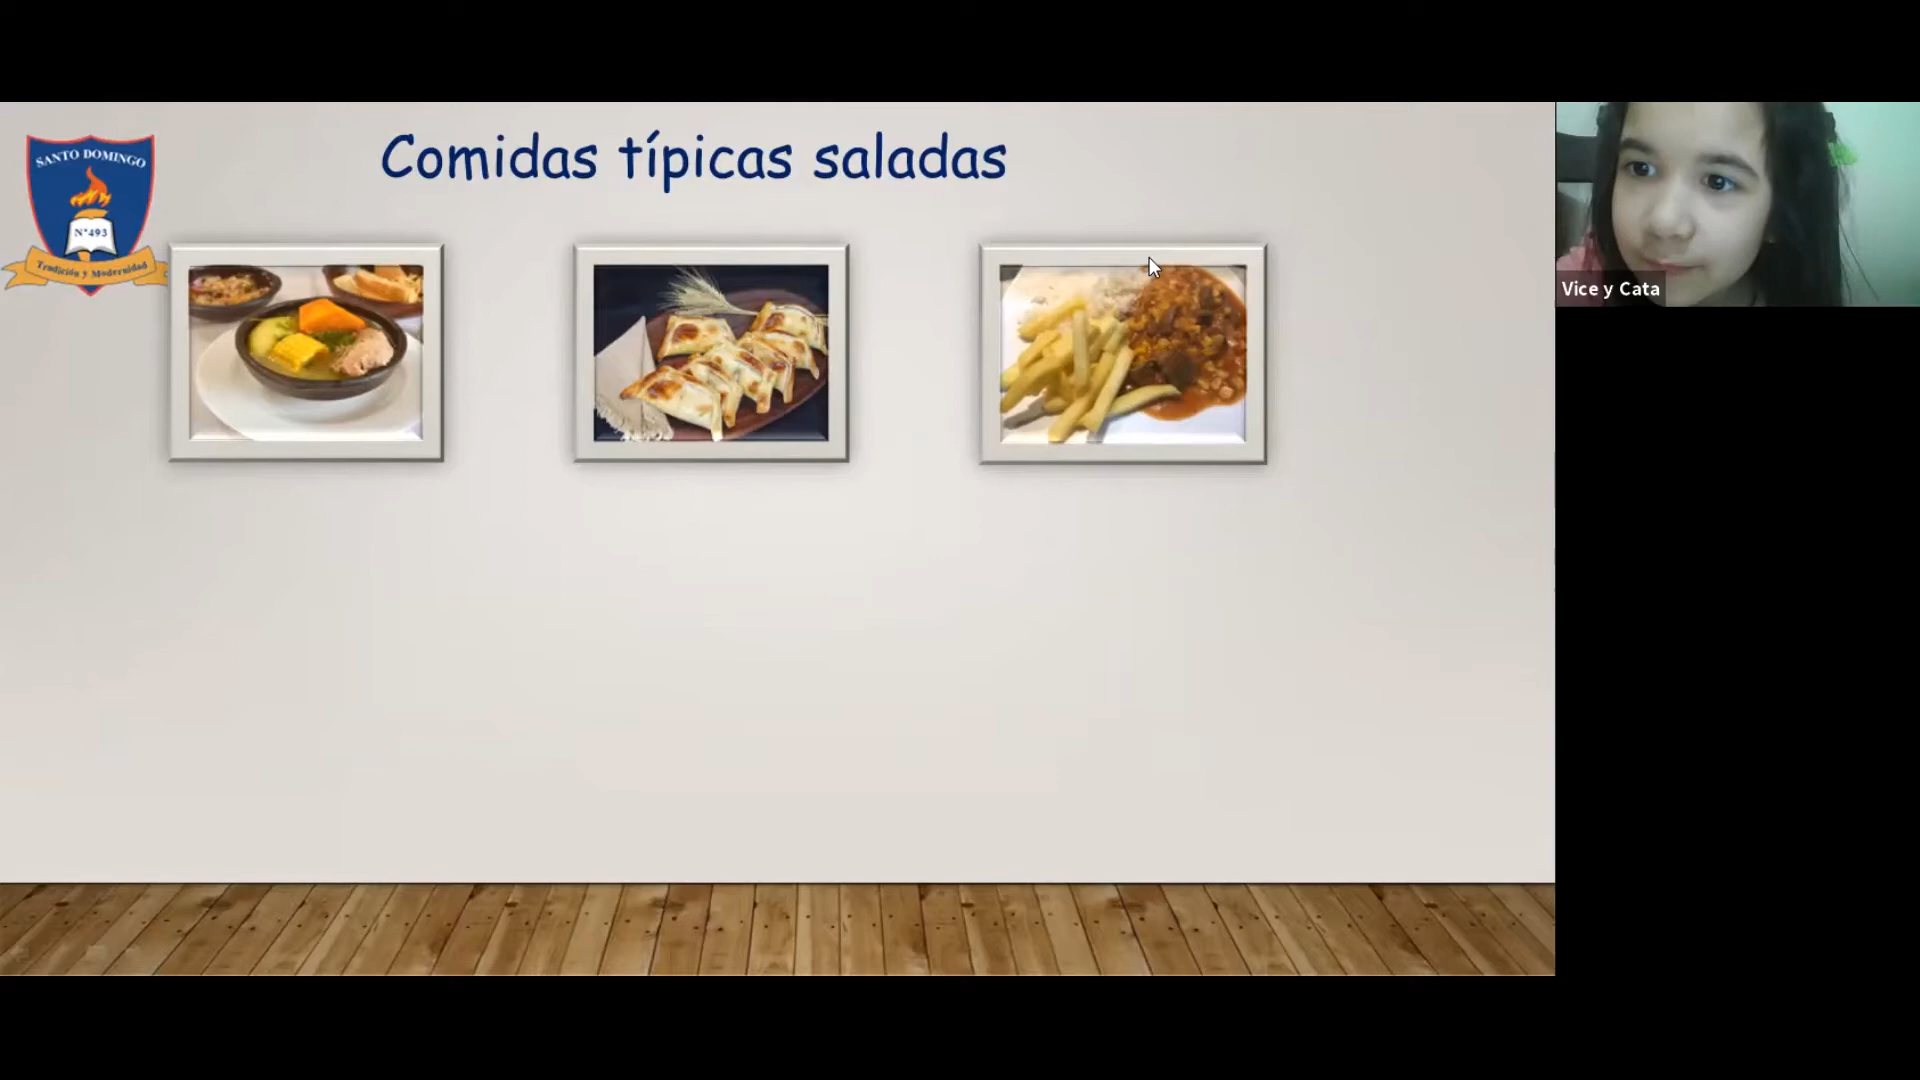 Comidas típicas saladas
SANTO DOMINGO
N°493
Tradición y Modernidad
Vice y Cata